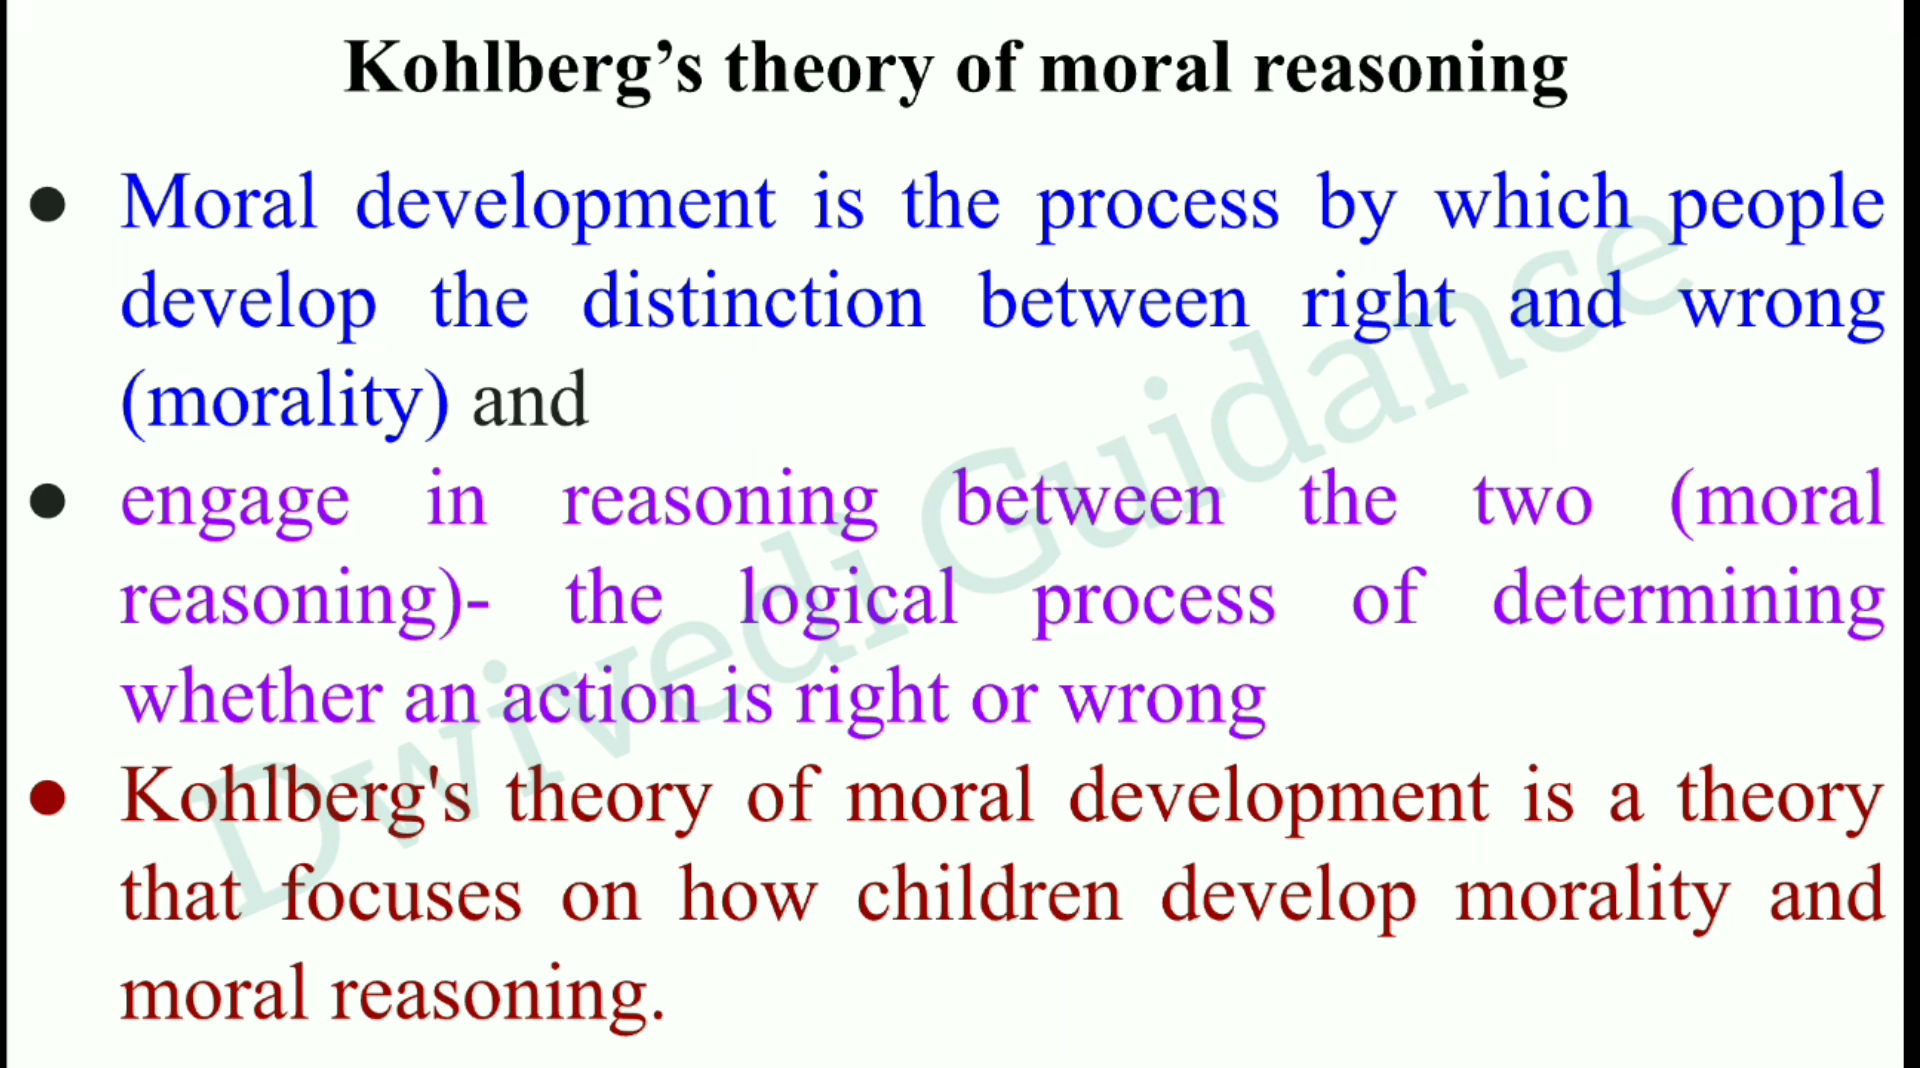 Kohlberg’s theory of moral reasoning
● Moral development is the process by which people
develop the distinction between right and wrong
(morality) and
● engage in reasoning between the two (moral
reasoning)- the logical process of determining
whether an action is right or wrong
● Kohlberg's theory of moral development is a theory
that focuses on how children develop morality and
moral reasoning.
Dwivedi Guidance